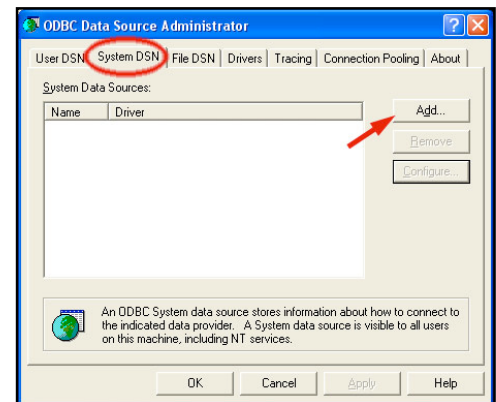 ODBC Data Source Administrator
User DSN System DSN File DSN Drivers Tracing Connection Pooling About
System Data Sources:
Name Driver
Add...
Remove
Configure...
An ODBC System data source stores information about how to connect to
the indicated data provider. A System data source is visible to all users
on this machine, including NT services.
OK Cancel Apply Help